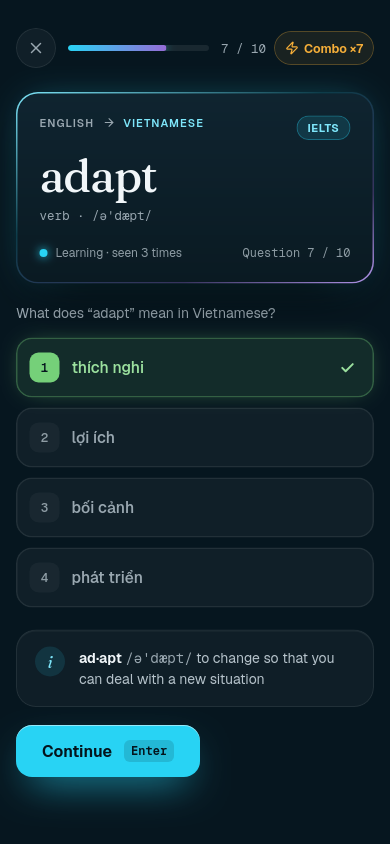 7 / 10 Combo ×7
ENGLISH → VIETNAMESE IELTS
adapt
verb · /əˈdæpt/
Learning · seen 3 times Question 7 / 10
What does “adapt” mean in Vietnamese?
1 thích nghi
2 lợi ích
3 bối cảnh
4 phát triển
i ad·apt /əˈdæpt/ to change so that you
can deal with a new situation
Continue Enter